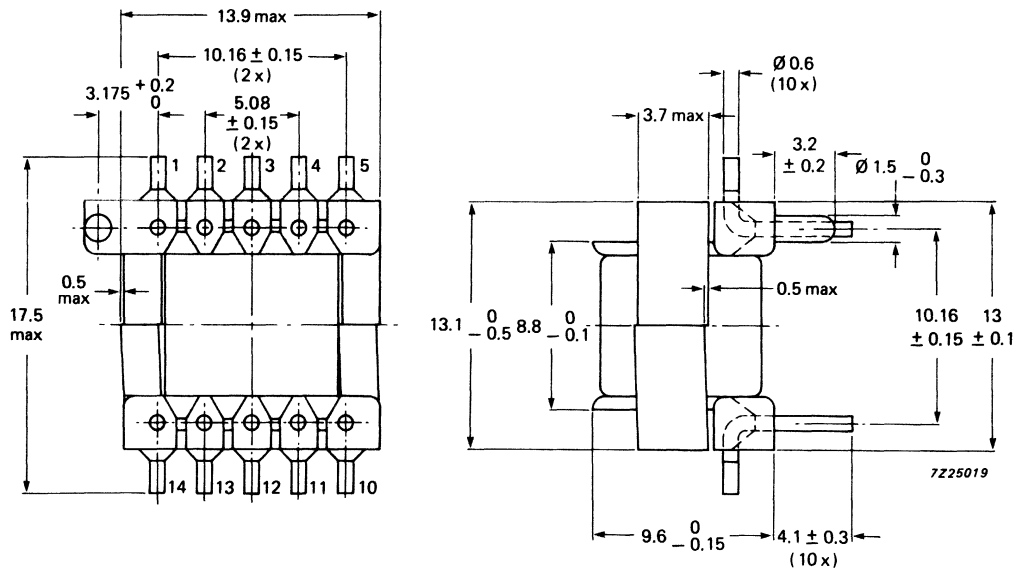 13.9 max
10.16 ± 0.15
(2 x)
3.175 + 0.2
0
5.08
± 0.15
(2 x)
1 2 3 4 5
0.5
max
17.5
max
14 13 12 11 10
Ø 0.6
(10 x)
3.7 max
3.2
± 0.2
Ø 1.5 0
− 0.3
0.5 max
13.1 0
− 0.5
8.8 0
− 0.1
10.16
± 0.15
13
± 0.1
7Z25019
9.6 0
− 0.15
4.1 ± 0.3
(10 x)